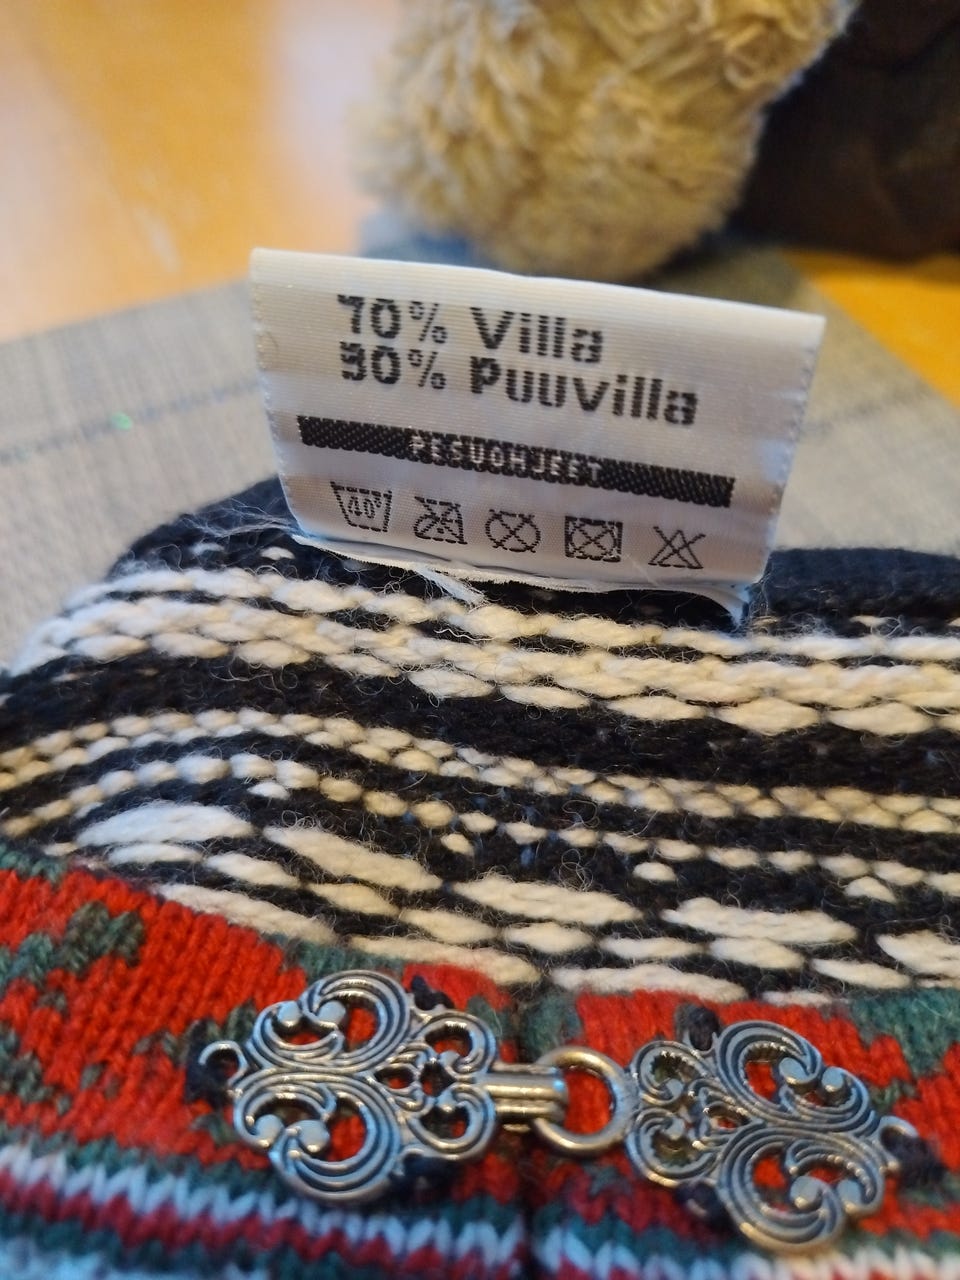 70% Villa
30% Puuvilla
PESUOHJEET
40°